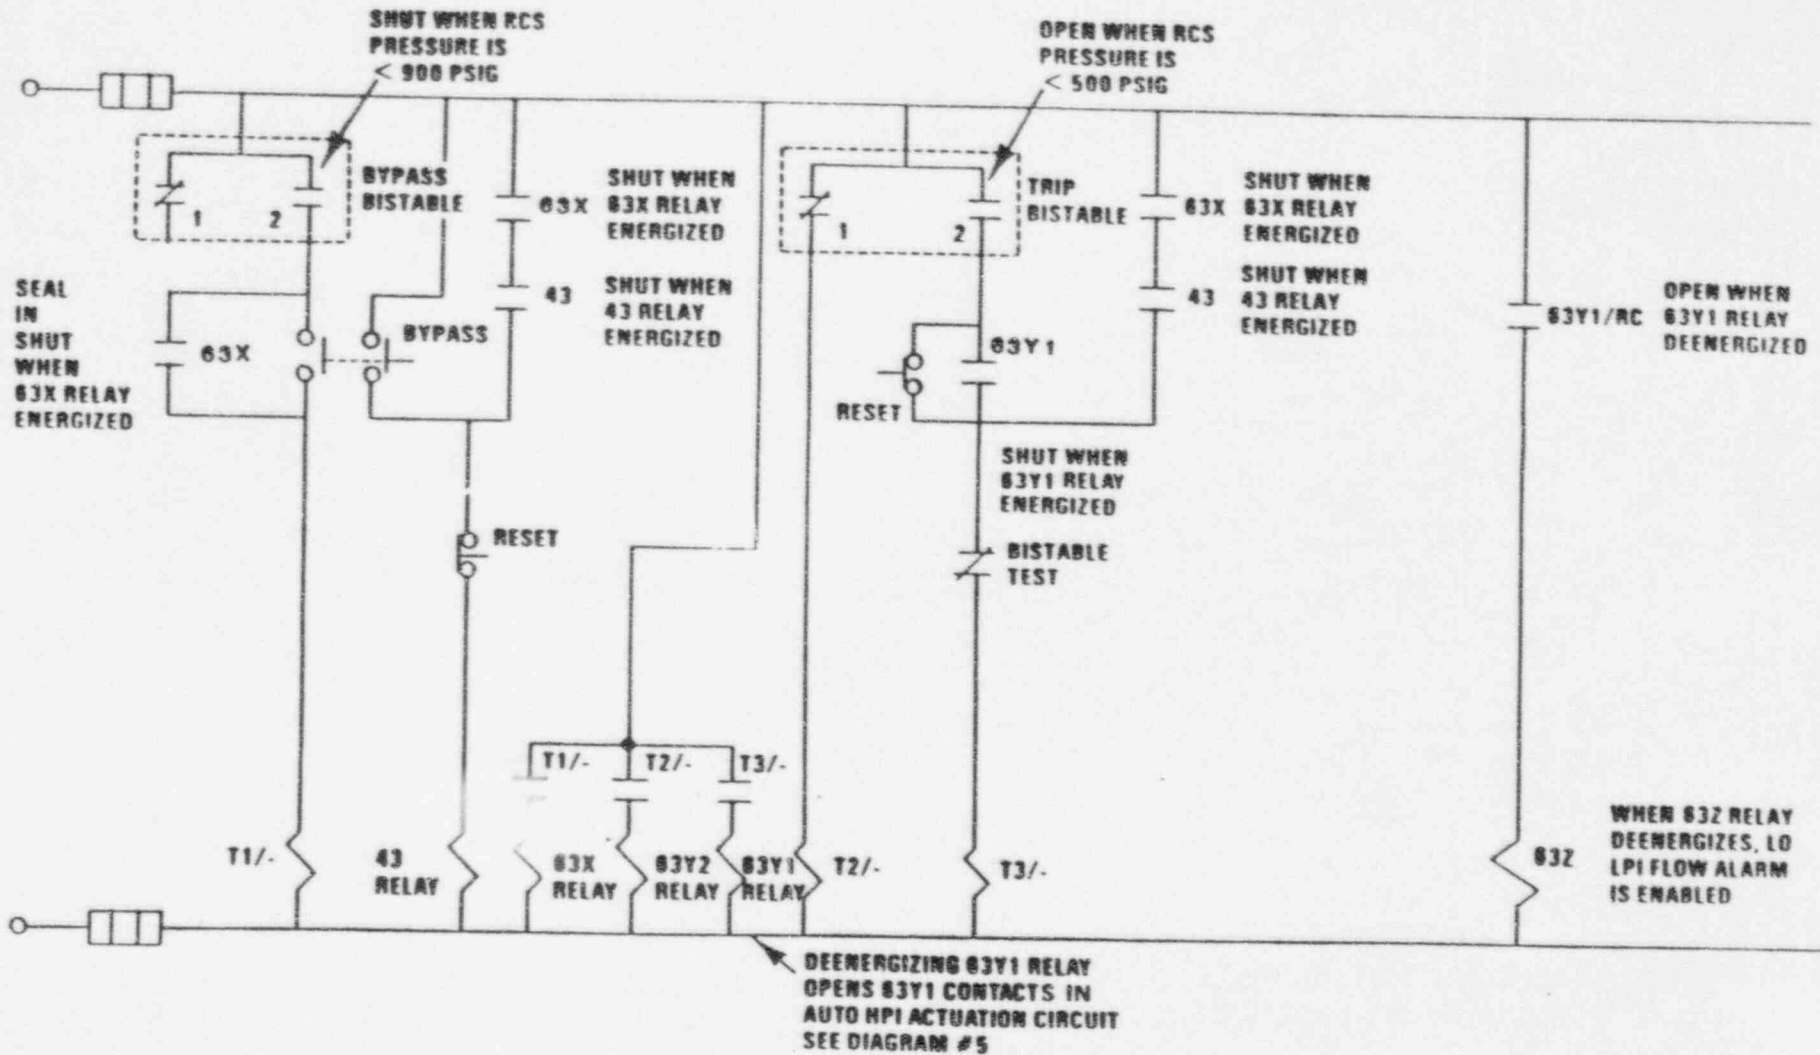 SHUT WHEN RCS
PRESSURE IS
< 900 PSIG
OPEN WHEN RCS
PRESSURE IS
< 500 PSIG
BYPASS
BISTABLE
1
2
63X
SHUT WHEN
63X RELAY
ENERGIZED
TRIP
BISTABLE
1
2
63X
SHUT WHEN
63X RELAY
ENERGIZED
SEAL
IN
SHUT
WHEN
63X RELAY
ENERGIZED
63X
BYPASS
43
SHUT WHEN
43 RELAY
ENERGIZED
63Y1
RESET
43
SHUT WHEN
43 RELAY
ENERGIZED
63Y1/RC
OPEN WHEN
63Y1 RELAY
DEENERGIZED
SHUT WHEN
63Y1 RELAY
ENERGIZED
RESET
BISTABLE
TEST
T1/-
T2/-
T3/-
T1/-
43
RELAY
63X
RELAY
63Y2
RELAY
63Y1
RELAY
T2/-
T3/-
63Z
WHEN 63Z RELAY
DEENERGIZES, LO
LPI FLOW ALARM
IS ENABLED
DEENERGIZING 63Y1 RELAY
OPENS 63Y1 CONTACTS IN
AUTO HPI ACTUATION CIRCUIT
SEE DIAGRAM #5